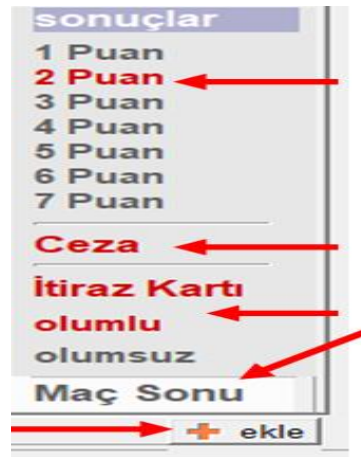 sonuçlar
1 Puan
2 Puan
3 Puan
4 Puan
5 Puan
6 Puan
7 Puan
Ceza
İtiraz Kartı
olumlu
olumsuz
Maç Sonu
ekle